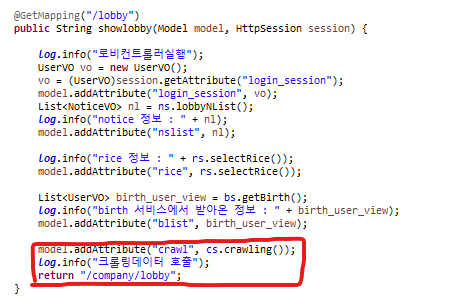 @GetMapping("/lobby")
public String showlobby(Model model, HttpSession session) {
log.info("로비컨트롤러실행");
UserVO vo = new UserVO();
vo = (UserVO)session.getAttribute("login_session");
model.addAttribute("login_session", vo);
List<NoticeVO> nl = ns.lobbyNList();
log.info("notice 정보 : " + nl);
model.addAttribute("nslist", nl);
log.info("rice 정보 : " + rs.selectRice());
model.addAttribute("rice", rs.selectRice());
List<UserVO> birth_user_view = bs.getBirth();
log.info("birth 서비스에서 받아온 정보 : " + birth_user_view);
model.addAttribute("blist", birth_user_view);
model.addAttribute("crawl", cs.crawling());
log.info("크롤링데이터 호출");
return "/company/lobby";
}